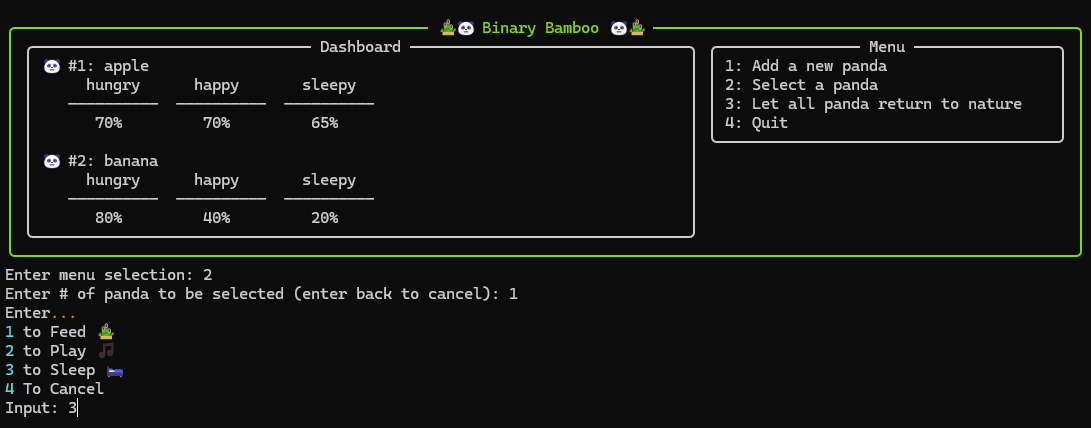 🎍🐼 Binary Bamboo 🐼🎍
Dashboard
🐼 #1: apple
hungry happy sleepy
70% 70% 65%
🐼 #2: banana
hungry happy sleepy
80% 40% 20%
Menu
1: Add a new panda
2: Select a panda
3: Let all panda return to nature
4: Quit
Enter menu selection: 2
Enter # of panda to be selected (enter back to cancel): 1
Enter...
1 to Feed 🎍
2 to Play 🎵
3 to Sleep 🛏️
4 To Cancel
Input: 3